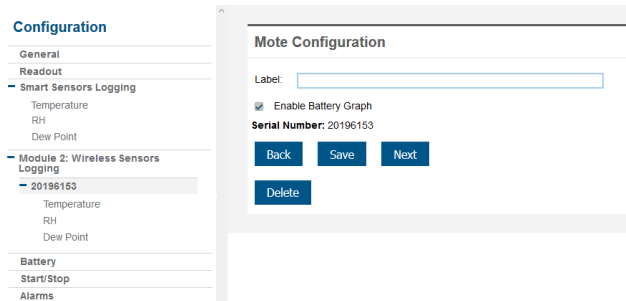 Configuration
General
Readout
Smart Sensors Logging
Temperature
RH
Dew Point
Module 2: Wireless Sensors
Logging
20196153
Temperature
RH
Dew Point
Battery
Start/Stop
Alarms
Mote Configuration
Label:
Enable Battery Graph
Serial Number: 20196153
Back Save Next
Delete